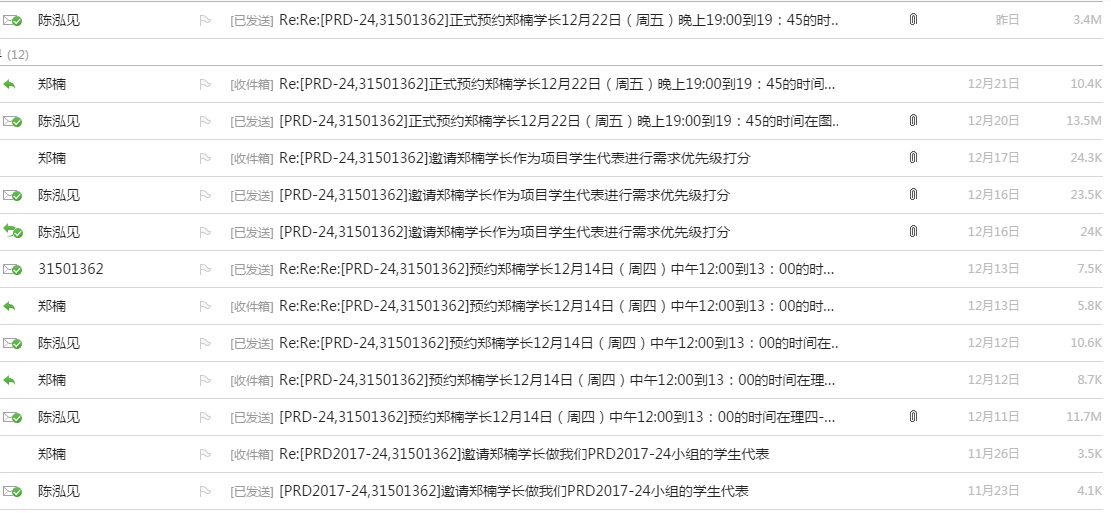 陈泓见 [已发送] Re:Re:[PRD-24,31501362]正式预约郑楠学长12月22日（周五）晚上19:00到19：45的时.. 昨日 3.4M
(12)
郑楠 [收件箱] Re:[PRD-24,31501362]正式预约郑楠学长12月22日（周五）晚上19:00到19：45的时间... 12月21日 10.4K
陈泓见 [已发送] [PRD-24,31501362]正式预约郑楠学长12月22日（周五）晚上19:00到19：45的时间在图.. 12月20日 13.5M
郑楠 [收件箱] Re:[PRD-24,31501362]邀请郑楠学长作为项目学生代表进行需求优先级打分 12月17日 24.3K
陈泓见 [已发送] [PRD-24,31501362]邀请郑楠学长作为项目学生代表进行需求优先级打分 12月16日 23.5K
陈泓见 [已发送] [PRD-24,31501362]邀请郑楠学长作为项目学生代表进行需求优先级打分 12月16日 24K
31501362 [已发送] Re:Re:Re:[PRD-24,31501362]预约郑楠学长12月14日（周四）中午12:00到13：00的时... 12月13日 7.5K
郑楠 [收件箱] Re:Re:Re:[PRD-24,31501362]预约郑楠学长12月14日（周四）中午12:00到13：00的时... 12月13日 5.8K
陈泓见 [已发送] Re:Re:[PRD-24,31501362]预约郑楠学长12月14日（周四）中午12:00到13：00的时间在.. 12月12日 10.6K
郑楠 [收件箱] Re:[PRD-24,31501362]预约郑楠学长12月14日（周四）中午12:00到13：00的时间在理... 12月12日 8.7K
陈泓见 [已发送] [PRD-24,31501362]预约郑楠学长12月14日（周四）中午12:00到13：00的时间在理四-... 12月11日 11.7M
郑楠 [收件箱] Re:[PRD2017-24,31501362]邀请郑楠学长做我们PRD2017-24小组的学生代表 11月26日 3.5K
陈泓见 [已发送] [PRD2017-24,31501362]邀请郑楠学长做我们PRD2017-24小组的学生代表 11月23日 4.1K